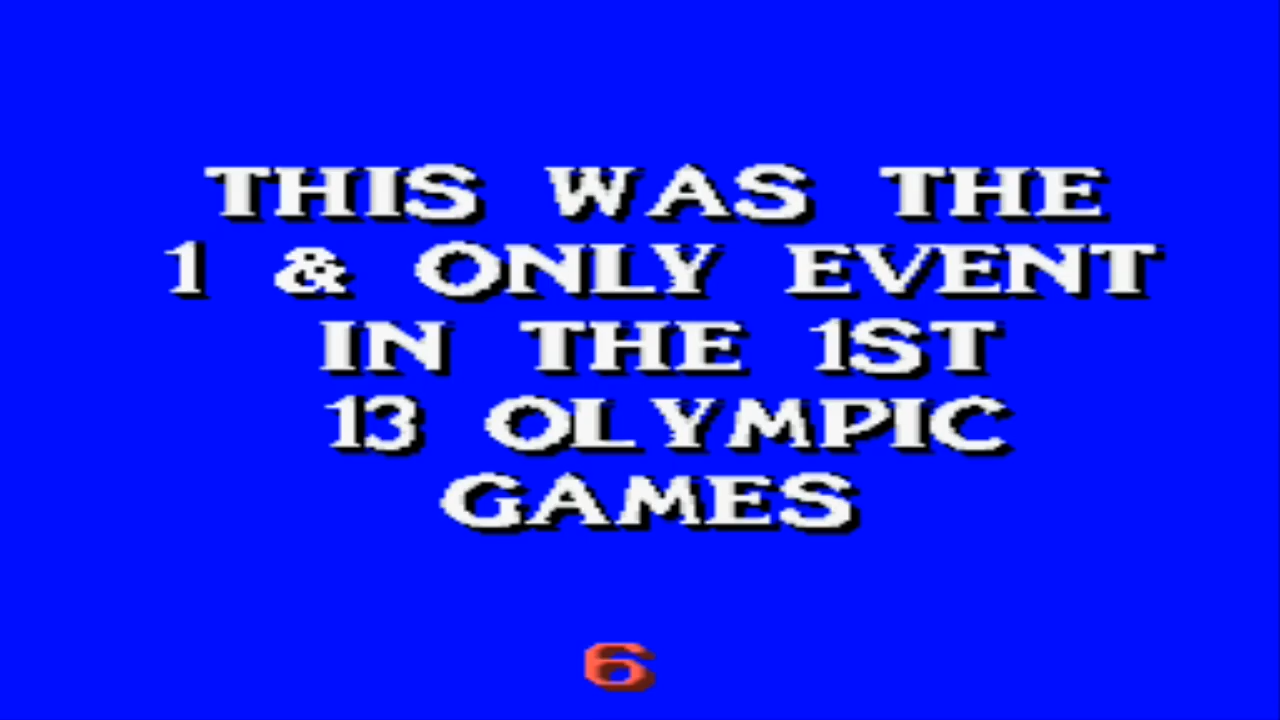 THIS WAS THE
1 & ONLY EVENT
IN THE 1ST
13 OLYMPIC
GAMES
6